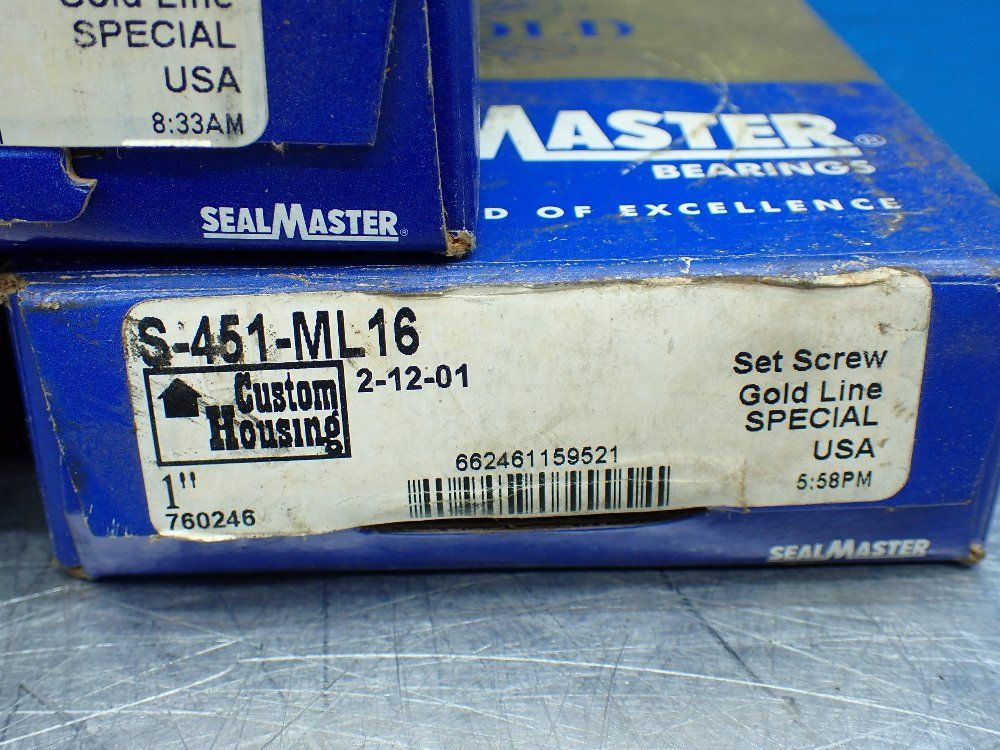 Gold Line
SPECIAL
USA
8:33AM
SEALMASTER®
OLD
MASTER®
BEARINGS
D OF EXCELLENCE
S-451-ML16
Custom
Housing
2-12-01
1"
760246
662461159521
Set Screw
Gold Line
SPECIAL
USA
5:58PM
SEALMASTER